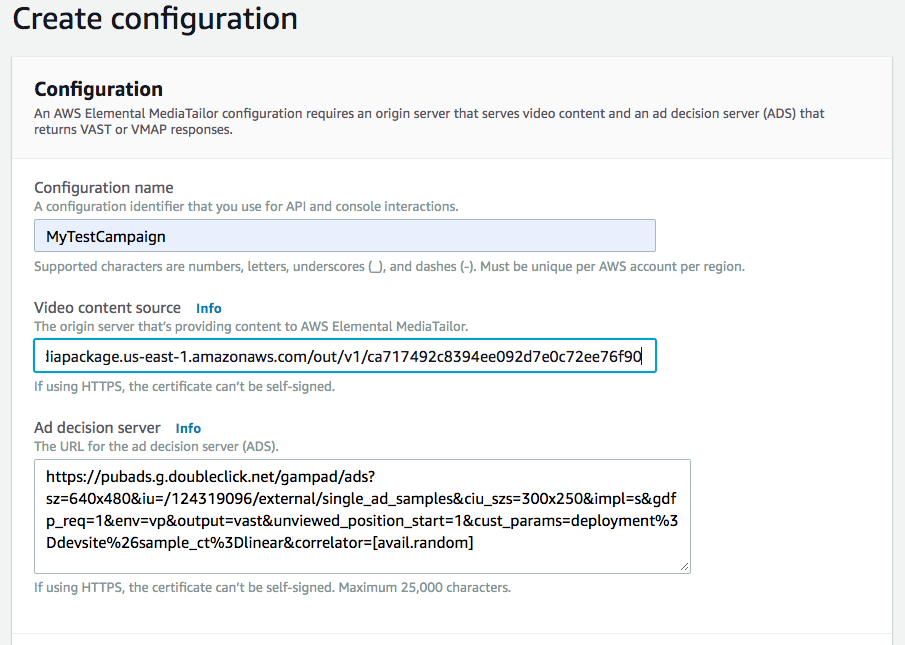 Create configuration
Configuration
An AWS Elemental MediaTailor configuration requires an origin server that serves video content and an ad decision server (ADS) that
returns VAST or VMAP responses.
Configuration name
A configuration identifier that you use for API and console interactions.
MyTestCampaign
Supported characters are numbers, letters, underscores (_), and dashes (-). Must be unique per AWS account per region.
Video content source Info
The origin server that's providing content to AWS Elemental MediaTailor.
diapackage.us-east-1.amazonaws.com/out/v1/ca717492c8394ee092d7e0c72ee76f90
If using HTTPS, the certificate can't be self-signed.
Ad decision server Info
The URL for the ad decision server (ADS).
https://pubads.g.doubleclick.net/gampad/ads?
sz=640x480&iu=/124319096/external/single_ad_samples&ciu_szs=300x250&impl=s&gdf
p_req=1&env=vp&output=vast&unviewed_position_start=1&cust_params=deployment%3
Ddevsite%26sample_ct%3Dlinear&correlator=[avail.random]
If using HTTPS, the certificate can't be self-signed. Maximum 25,000 characters.